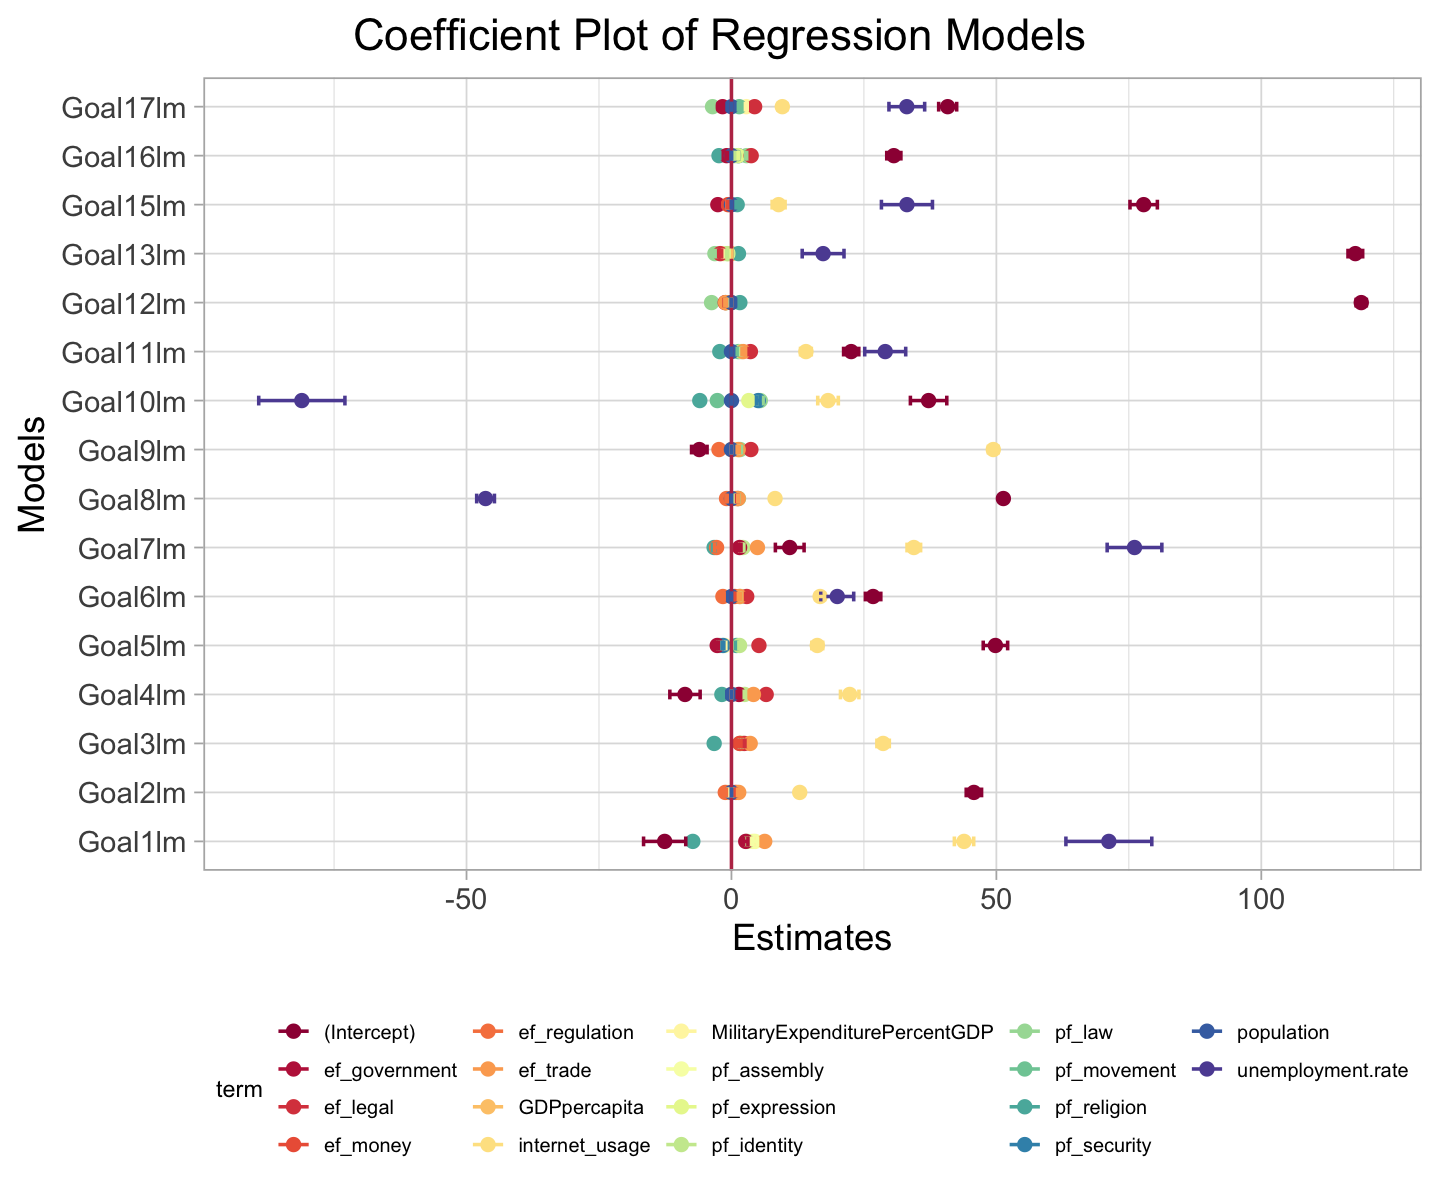 Coefficient Plot of Regression Models
Models
Goal17lm
Goal16lm
Goal15lm
Goal13lm
Goal12lm
Goal11lm
Goal10lm
Goal9lm
Goal8lm
Goal7lm
Goal6lm
Goal5lm
Goal4lm
Goal3lm
Goal2lm
Goal1lm
-50 0 50 100
Estimates
term
(Intercept) ef_regulation MilitaryExpenditurePercentGDP pf_law population
ef_government ef_trade pf_assembly pf_movement unemployment.rate
ef_legal GDPpercapita pf_expression pf_religion
ef_money internet_usage pf_identity pf_security